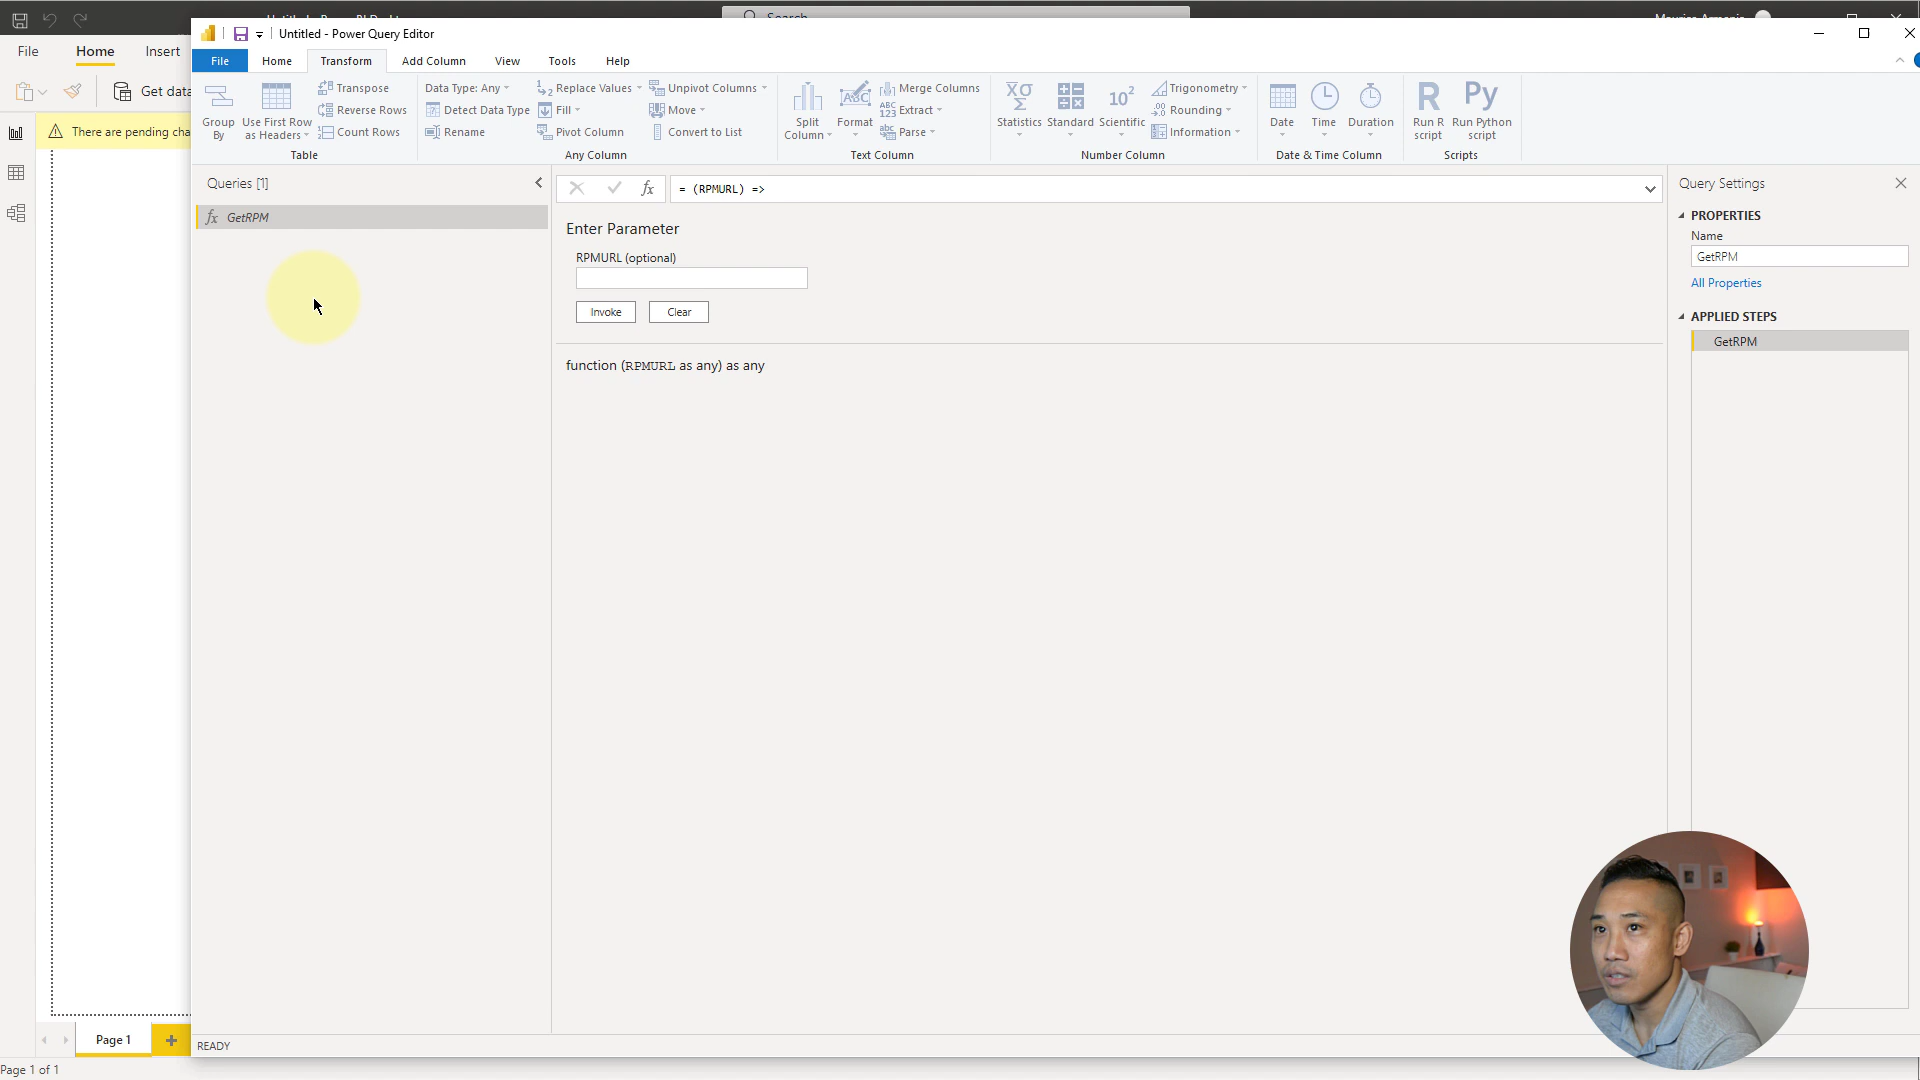 Search
Untitled - Power Query Editor
File
Home
Insert
File
Home
Transform
Add Column
View
Tools
Help
Get data
Group By
Use First Row as Headers
Transpose
Reverse Rows
Count Rows
Table
Data Type: Any
Detect Data Type
Rename
Replace Values
Fill
Pivot Column
Unpivot Columns
Move
Convert to List
Any Column
Split Column
Format
Merge Columns
Extract
Parse
Text Column
Statistics
Standard
Scientific
Trigonometry
Rounding
Information
Number Column
Date
Time
Duration
Date & Time Column
Run R script
Run Python script
Scripts
There are pending cha
Queries [1]
fx GetRPM
fx
= (RPMURL) =>
Enter Parameter
RPMURL (optional)
Invoke
Clear
function (RPMURL as any) as any
Query Settings
PROPERTIES
Name
GetRPM
All Properties
APPLIED STEPS
GetRPM
Page 1
READY
Page 1 of 1